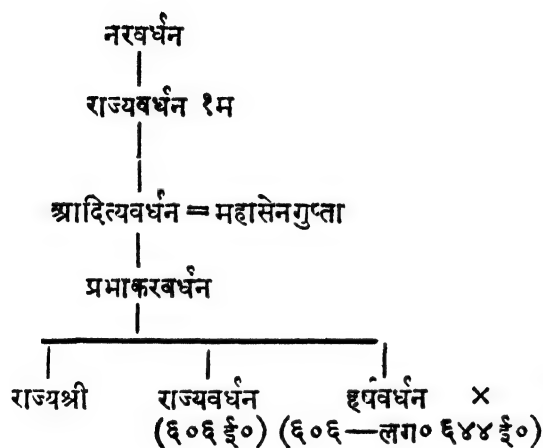 नरवर्धन
राज्यवर्धन १म
आदित्यवर्धन = महासेनगुप्ता
प्रभाकरवर्धन
राज्यश्री राज्यवर्धन हर्षवर्धन ×
(६०६ ई०) (६०६—लग० ६४४ ई०)